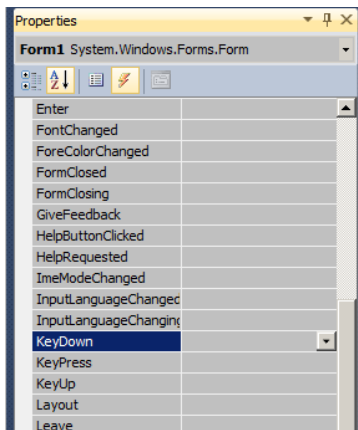 Properties
Form1 System.Windows.Forms.Form
Enter
FontChanged
ForeColorChanged
FormClosed
FormClosing
GiveFeedback
HelpButtonClicked
HelpRequested
ImeModeChanged
InputLanguageChanged
InputLanguageChanging
KeyDown
KeyPress
KeyUp
Layout
Leave